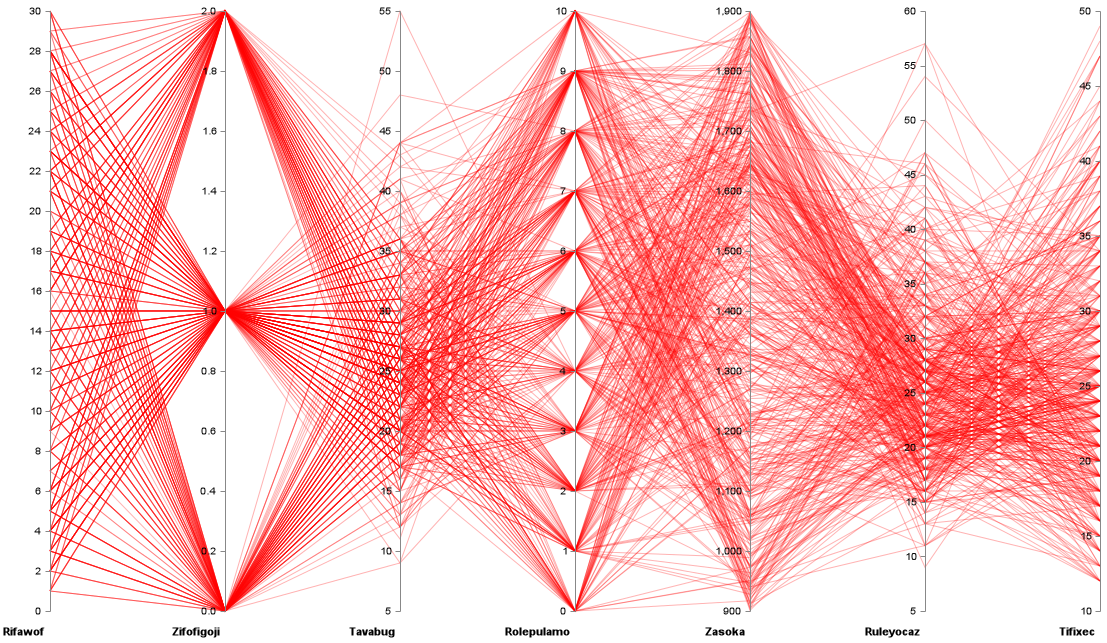 30 2.0 55 10 1,900 60 50
28 1.8 50 9 1,800 55 45
26 1.6 45 8 1,700 50 40
24 1.4 40 7 1,600 45 35
22 1.2 35 6 1,500 40 30
20 1.0 30 5 1,400 35 25
18 0.8 25 4 1,300 30 20
16 0.6 20 3 1,200 25 15
14 0.4 15 2 1,100 20 10
12 0.2 10 1 1,000 15
10 0.0 5 0 900 10
8 5
6
4
2
0
Rifawof Zifofigoji Tavabug Rolepulamo Zasoka Ruleyocaz Tifixec